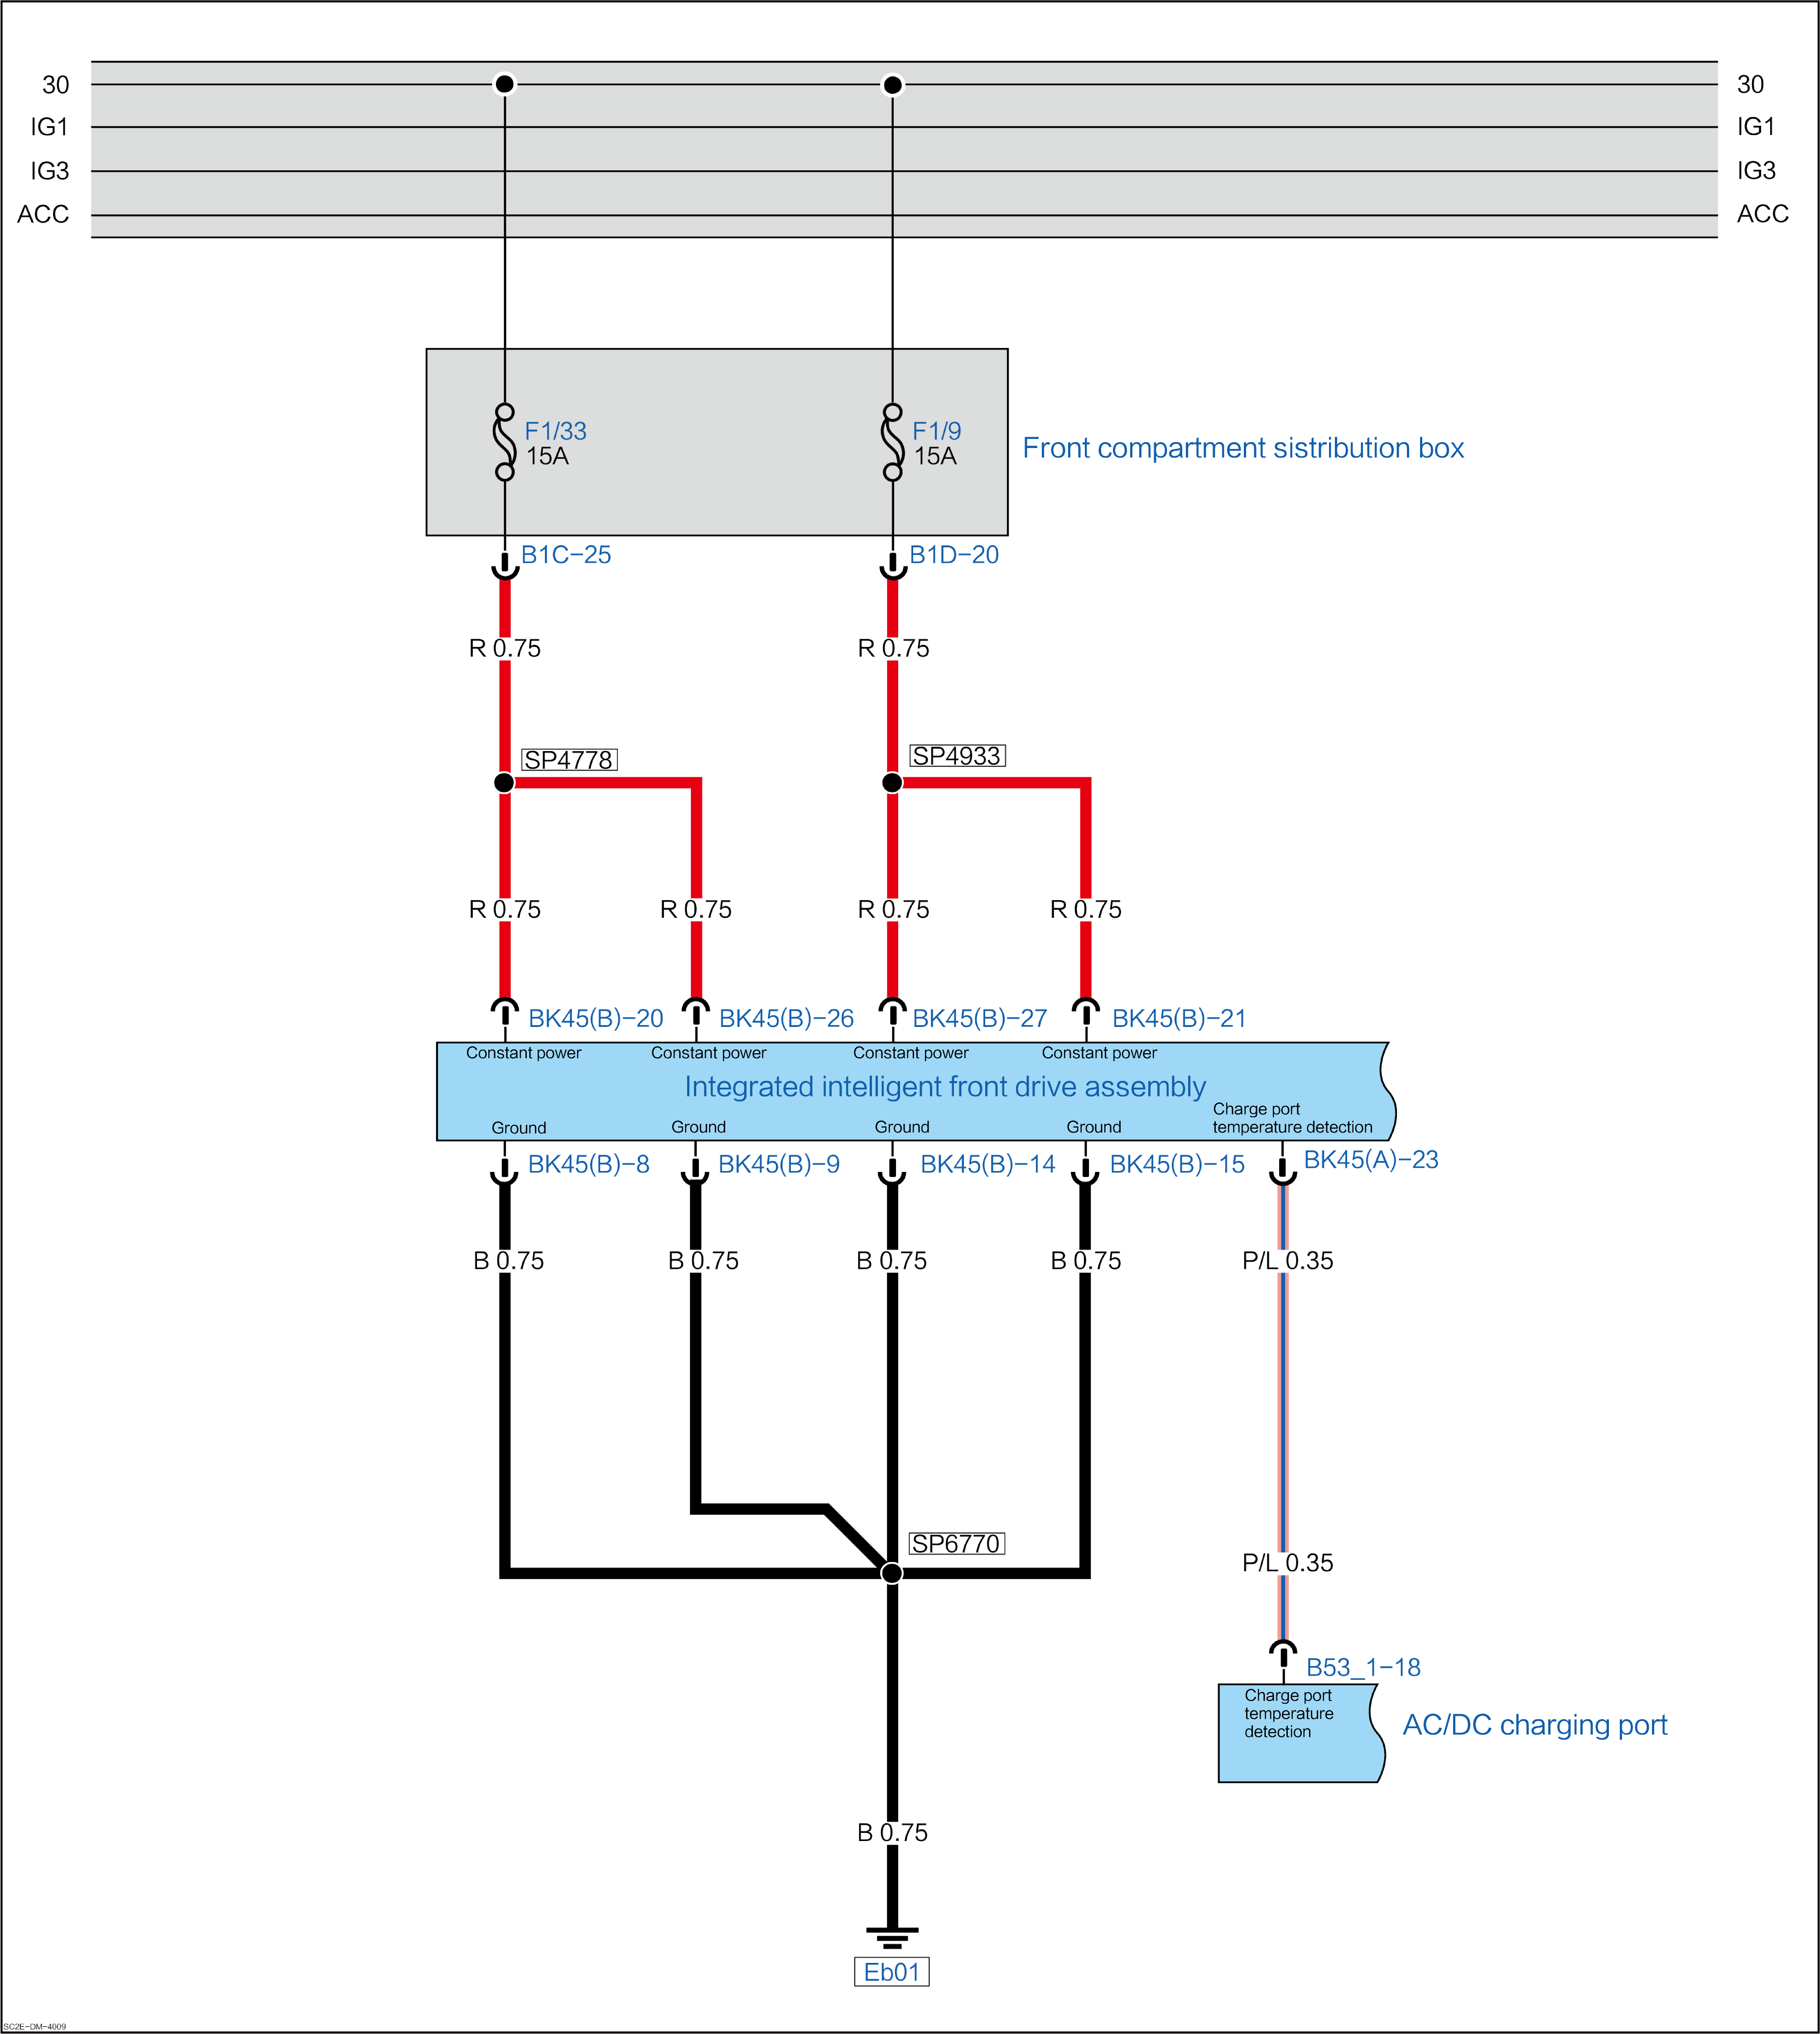 30 30
IG1 IG1
IG3 IG3
ACC ACC
F1/33 F1/9
15A 15A
Front compartment sistribution box
B1C-25 B1D-20
R 0.75 R 0.75
SP4778 SP4933
R 0.75 R 0.75 R 0.75 R 0.75
BK45(B)-20 BK45(B)-26 BK45(B)-27 BK45(B)-21
Constant power Constant power Constant power Constant power
Integrated intelligent front drive assembly
Charge port
temperature detection
Ground Ground Ground Ground
BK45(B)-8 BK45(B)-9 BK45(B)-14 BK45(B)-15 BK45(A)-23
B 0.75 B 0.75 B 0.75 B 0.75 P/L 0.35
SP6770
P/L 0.35
B53_1-18
Charge port
temperature
detection
AC/DC charging port
B 0.75
Eb01
SC2E-DM-4009